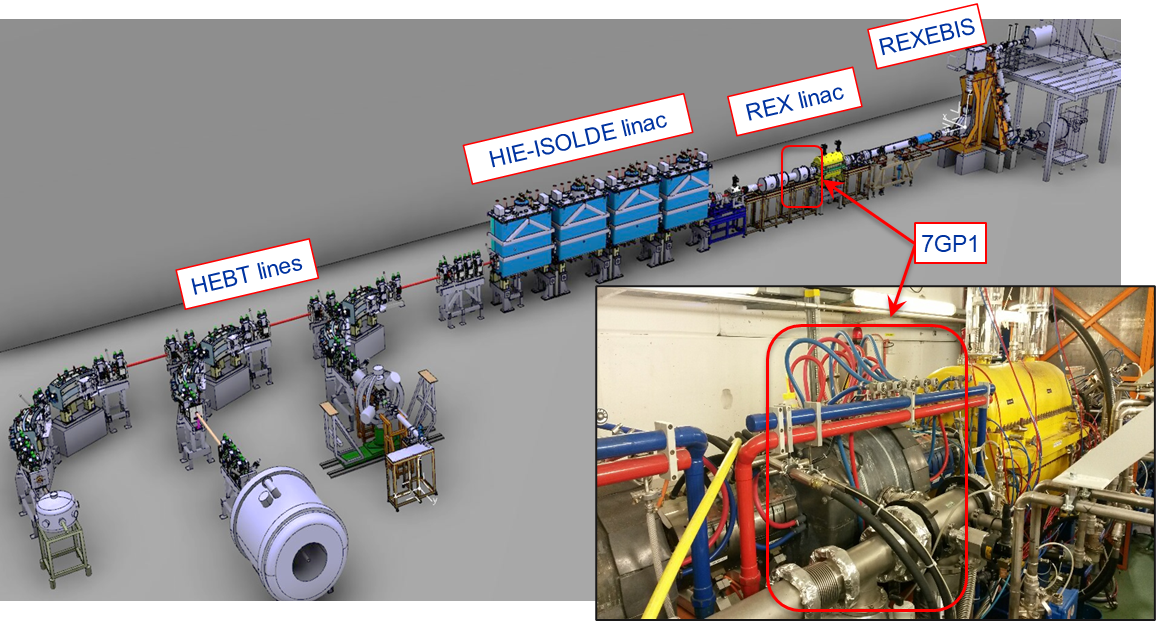 REXEBIS
REX linac
HIE-ISOLDE linac
7GP1
HEBT lines